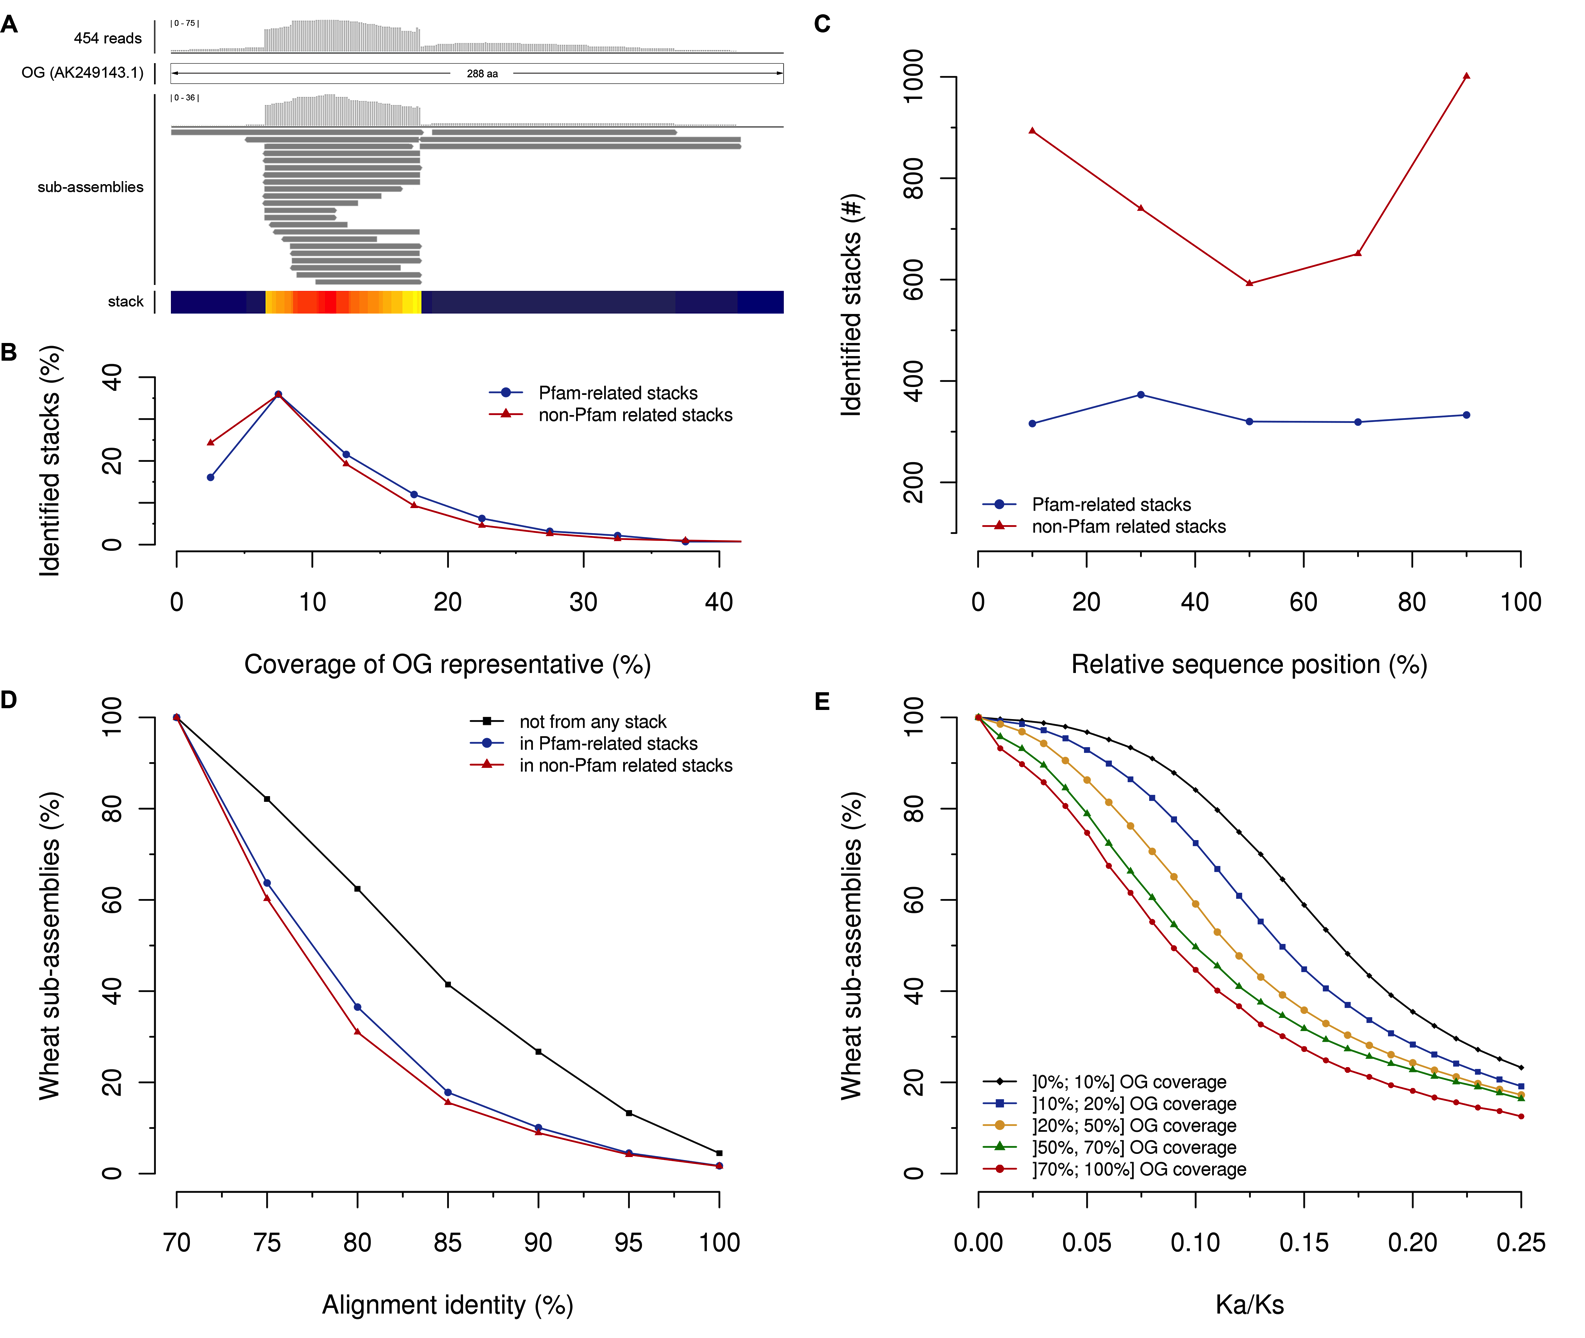 A
454 reads
| 0 - 75 |
OG (AK249143.1)
288 aa
| 0 - 36 |
sub-assemblies
stack
B
Identified stacks (%)
0
20
40
Pfam-related stacks
non-Pfam related stacks
0 10 20 30 40
Coverage of OG representative (%)
C
Identified stacks (#)
200
400
600
800
1000
Pfam-related stacks
non-Pfam related stacks
0 20 40 60 80 100
Relative sequence position (%)
D
Wheat sub-assemblies (%)
0
20
40
60
80
100
not from any stack
in Pfam-related stacks
in non-Pfam related stacks
70 75 80 85 90 95 100
Alignment identity (%)
E
Wheat sub-assemblies (%)
0
20
40
60
80
100
]0%; 10%] OG coverage
]10%; 20%] OG coverage
]20%; 50%] OG coverage
]50%, 70%] OG coverage
]70%; 100%] OG coverage
0.00 0.05 0.10 0.15 0.20 0.25
Ka/Ks